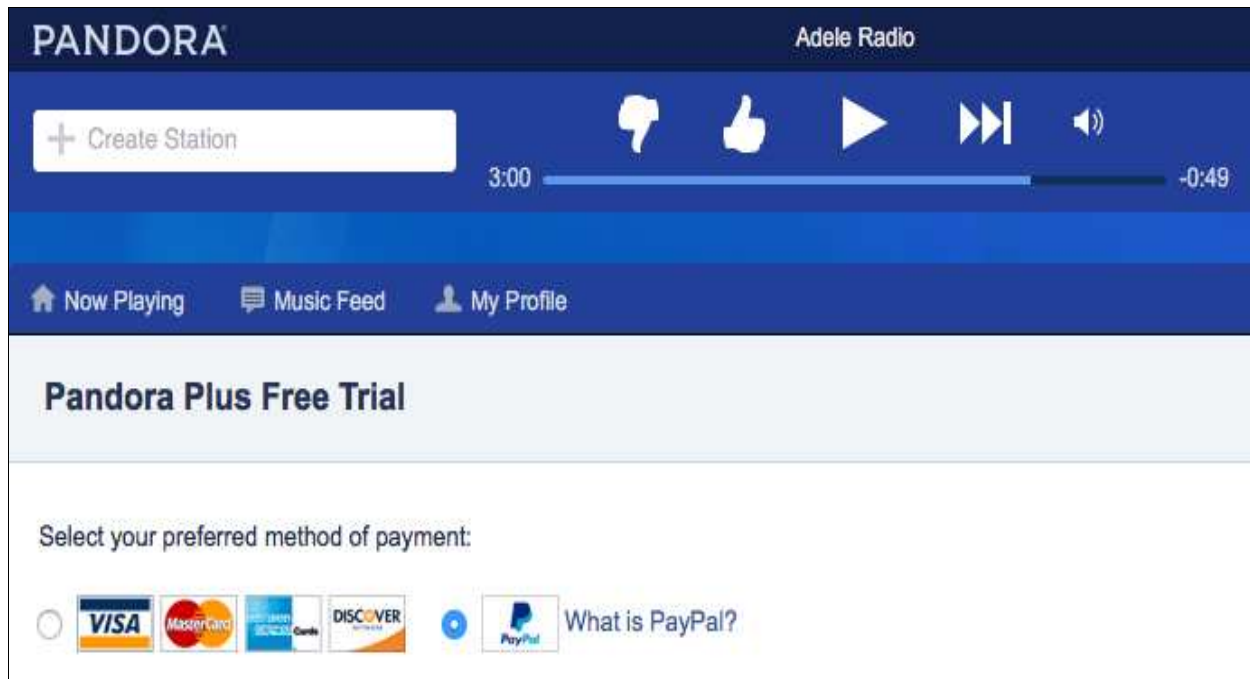 PANDORA
Adele Radio
Create Station
3:00
-0:49
Now Playing
Music Feed
My Profile
Pandora Plus Free Trial
Select your preferred method of payment:
VISA MasterCard Cards DISCOVER PayPal What is PayPal?